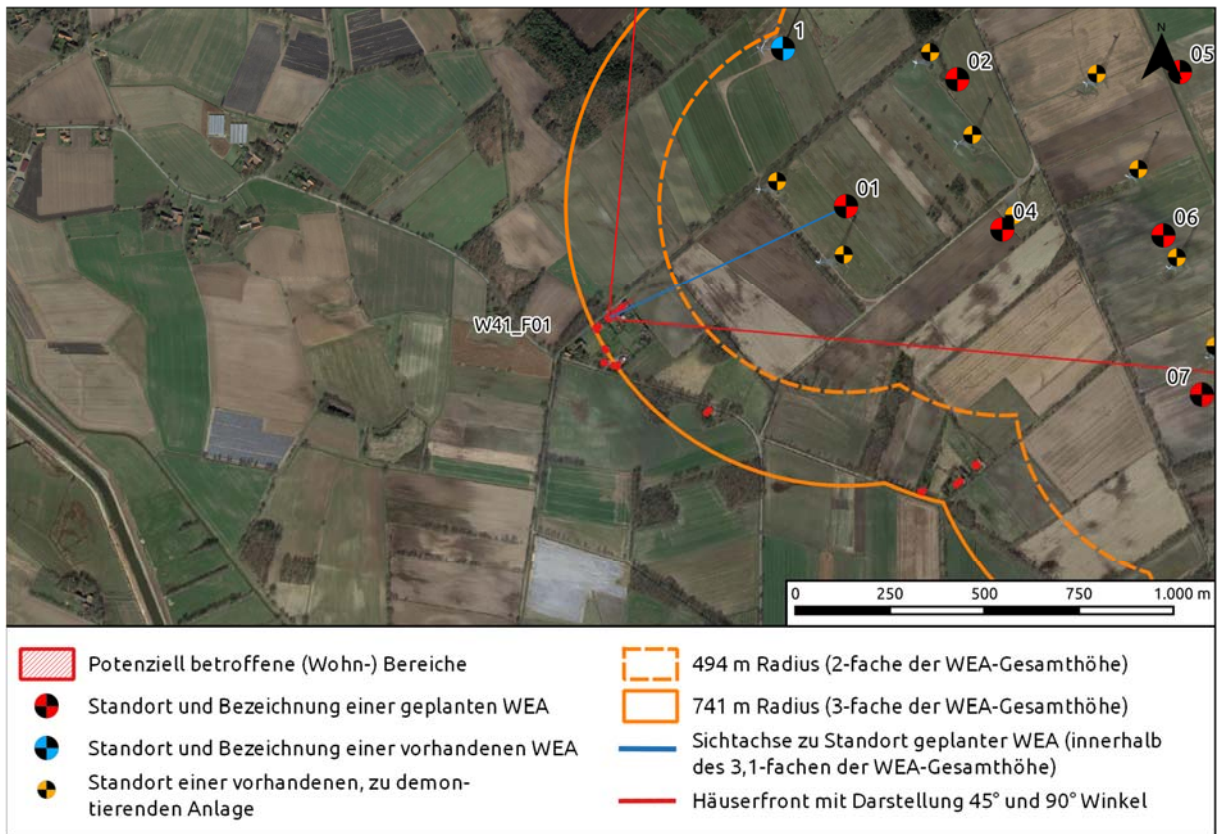 1
N
02
05
01
04
06
W41_F01
07
0 250 500 750 1.000 m
Potenziell betroffene (Wohn-) Bereiche
Standort und Bezeichnung einer geplanten WEA
Standort und Bezeichnung einer vorhandenen WEA
Standort einer vorhandenen, zu demon-
tierenden Anlage
494 m Radius (2-fache der WEA-Gesamthöhe)
741 m Radius (3-fache der WEA-Gesamthöhe)
Sichtachse zu Standort geplanter WEA (innerhalb
des 3,1-fachen der WEA-Gesamthöhe)
Häuserfront mit Darstellung 45° und 90° Winkel